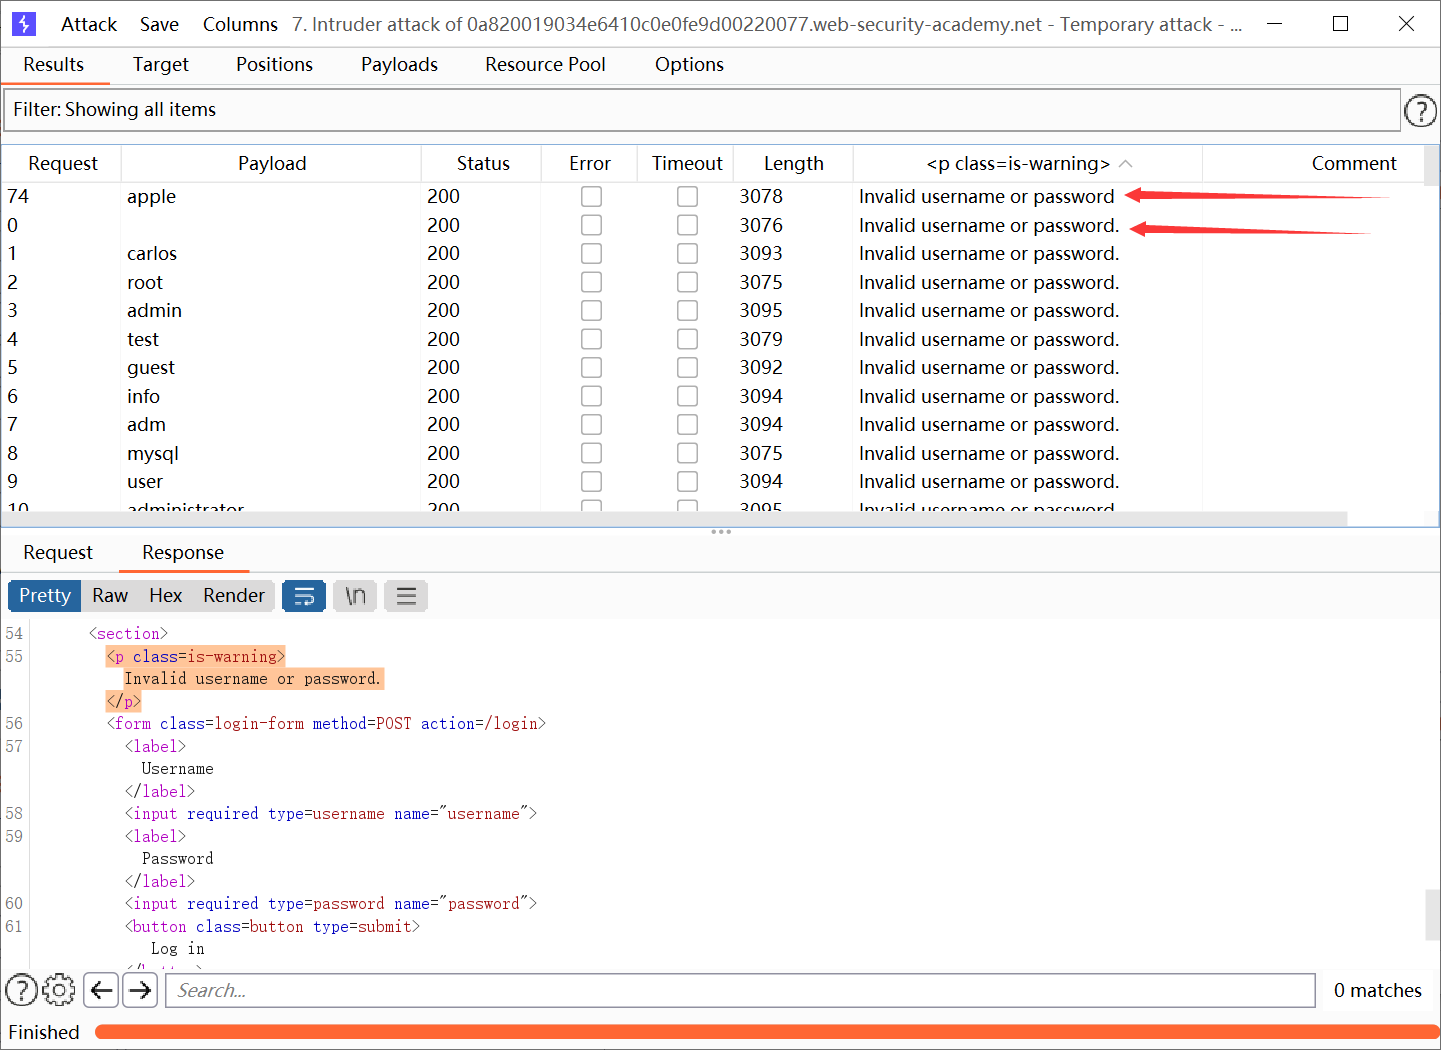 Attack Save Columns 7. Intruder attack of 0a820019034e6410c0e0fe9d00220077.web-security-academy.net - Temporary attack - ...
Results Target Positions Payloads Resource Pool Options
Filter: Showing all items ?
Request Payload Status Error Timeout Length <p class=is-warning> Comment
74 apple 200 3078 Invalid username or password
0 200 3076 Invalid username or password.
1 carlos 200 3093 Invalid username or password.
2 root 200 3075 Invalid username or password.
3 admin 200 3095 Invalid username or password.
4 test 200 3079 Invalid username or password.
5 guest 200 3092 Invalid username or password.
6 info 200 3094 Invalid username or password.
7 adm 200 3094 Invalid username or password.
8 mysql 200 3075 Invalid username or password.
9 user 200 3094 Invalid username or password.
10 administrator 200 3095 Invalid username or password.
Request Response
Pretty Raw Hex Render \n
54 <section>
55 <p class=is-warning>
Invalid username or password.
</p>
56 <form class=login-form method=POST action=/login>
57 <label>
Username
</label>
58 <input required type=username name="username">
59 <label>
Password
</label>
60 <input required type=password name="password">
61 <button class=button type=submit>
Log in
</button>
? Search... 0 matches
Finished